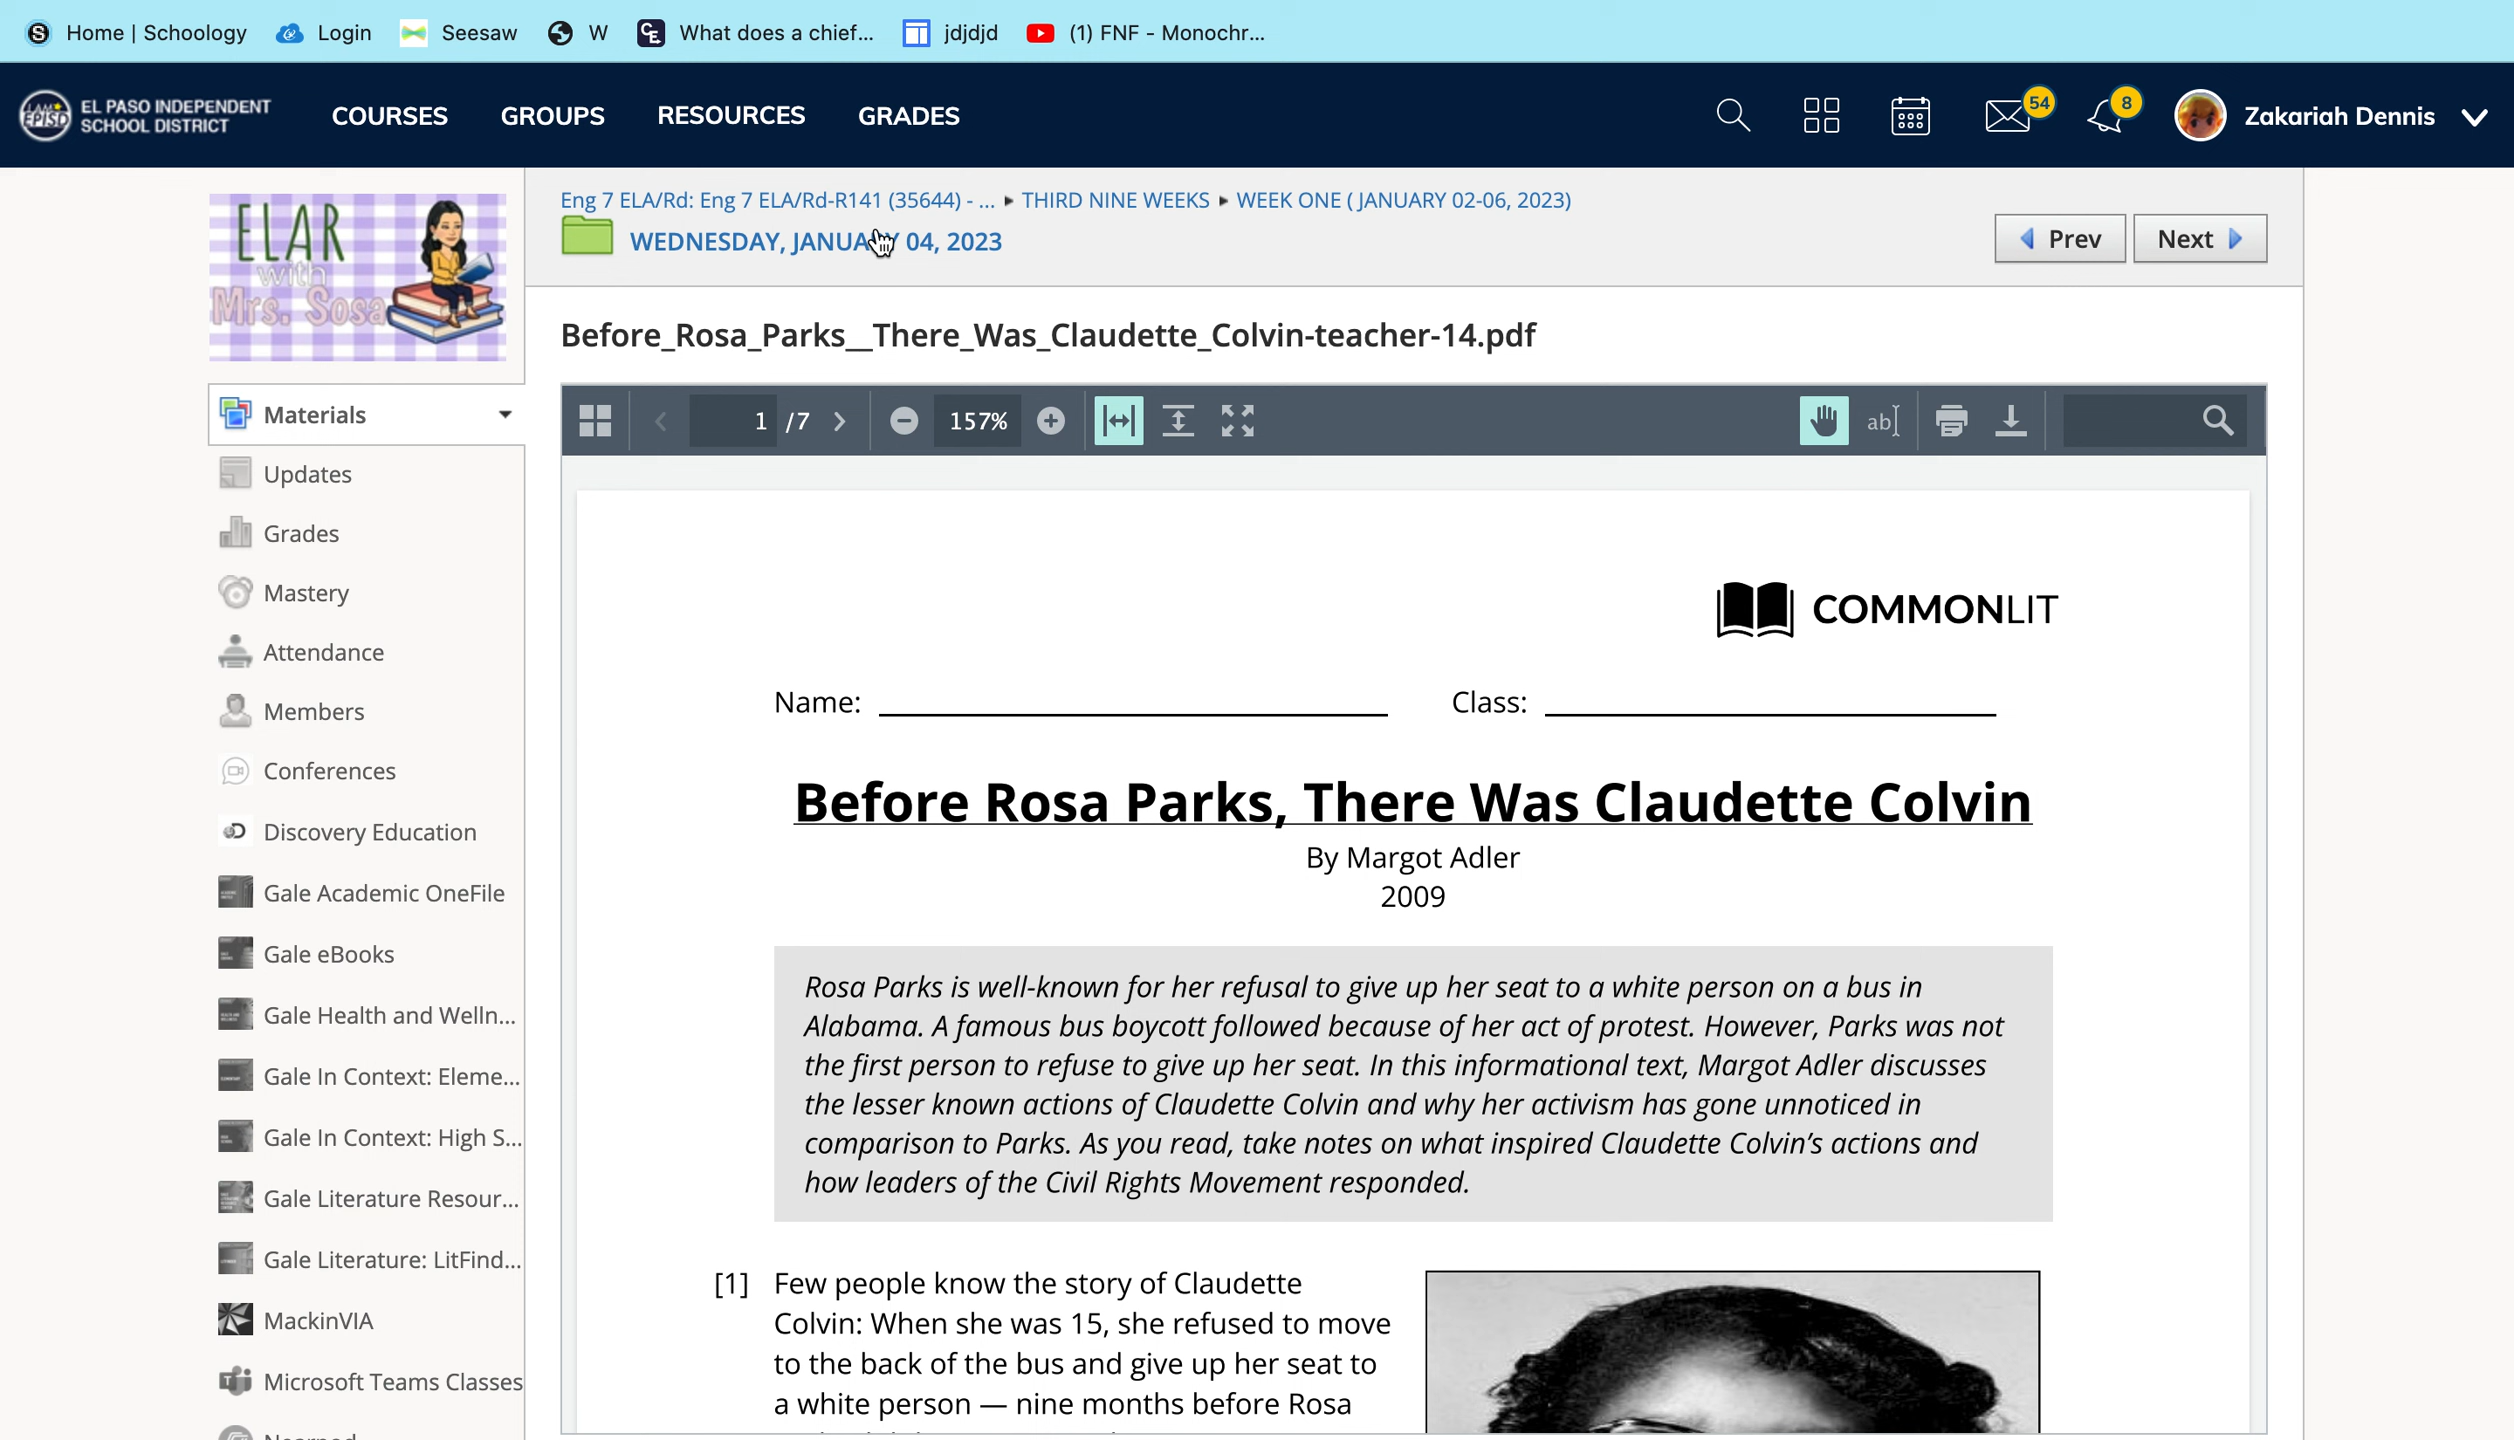 Home | Schoology Login Seesaw W What does a chief... jdjdjd (1) FNF - Monochr...
EL PASO INDEPENDENT
SCHOOL DISTRICT
COURSES GROUPS RESOURCES GRADES 54 8 Zakariah Dennis
ELAR
with
Mrs. Sosa
Eng 7 ELA/Rd: Eng 7 ELA/Rd-R141 (35644) - ... ▸ THIRD NINE WEEKS ▸ WEEK ONE ( JANUARY 02-06, 2023)
WEDNESDAY, JANUARY 04, 2023
Prev Next
Before_Rosa_Parks__There_Was_Claudette_Colvin-teacher-14.pdf
Materials
Updates
Grades
Mastery
Attendance
Members
Conferences
Discovery Education
Gale Academic OneFile
Gale eBooks
Gale Health and Welln...
Gale In Context: Eleme...
Gale In Context: High S...
Gale Literature Resour...
Gale Literature: LitFind...
MackinVIA
Microsoft Teams Classes
1 /7 157% ab
COMMONLIT
Name: Class:
Before Rosa Parks, There Was Claudette Colvin
By Margot Adler
2009
Rosa Parks is well-known for her refusal to give up her seat to a white person on a bus in
Alabama. A famous bus boycott followed because of her act of protest. However, Parks was not
the first person to refuse to give up her seat. In this informational text, Margot Adler discusses
the lesser known actions of Claudette Colvin and why her activism has gone unnoticed in
comparison to Parks. As you read, take notes on what inspired Claudette Colvin's actions and
how leaders of the Civil Rights Movement responded.
[1] Few people know the story of Claudette
Colvin: When she was 15, she refused to move
to the back of the bus and give up her seat to
a white person — nine months before Rosa